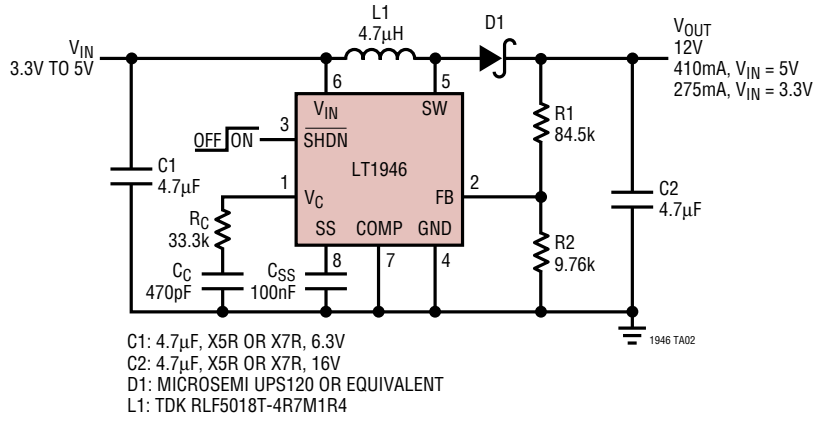 L1
4.7µH
D1
VIN
3.3V TO 5V
VOUT
12V
410mA, VIN = 5V
275mA, VIN = 3.3V
6
5
VIN
SW
3
OFF ON
SHDN
R1
84.5k
LT1946
C1
4.7µF
1
VC
FB
2
C2
4.7µF
RC
33.3k
SS
COMP
GND
R2
9.76k
8
7
4
CC
470pF
CSS
100nF
1946 TA02
C1: 4.7µF, X5R OR X7R, 6.3V
C2: 4.7µF, X5R OR X7R, 16V
D1: MICROSEMI UPS120 OR EQUIVALENT
L1: TDK RLF5018T-4R7M1R4